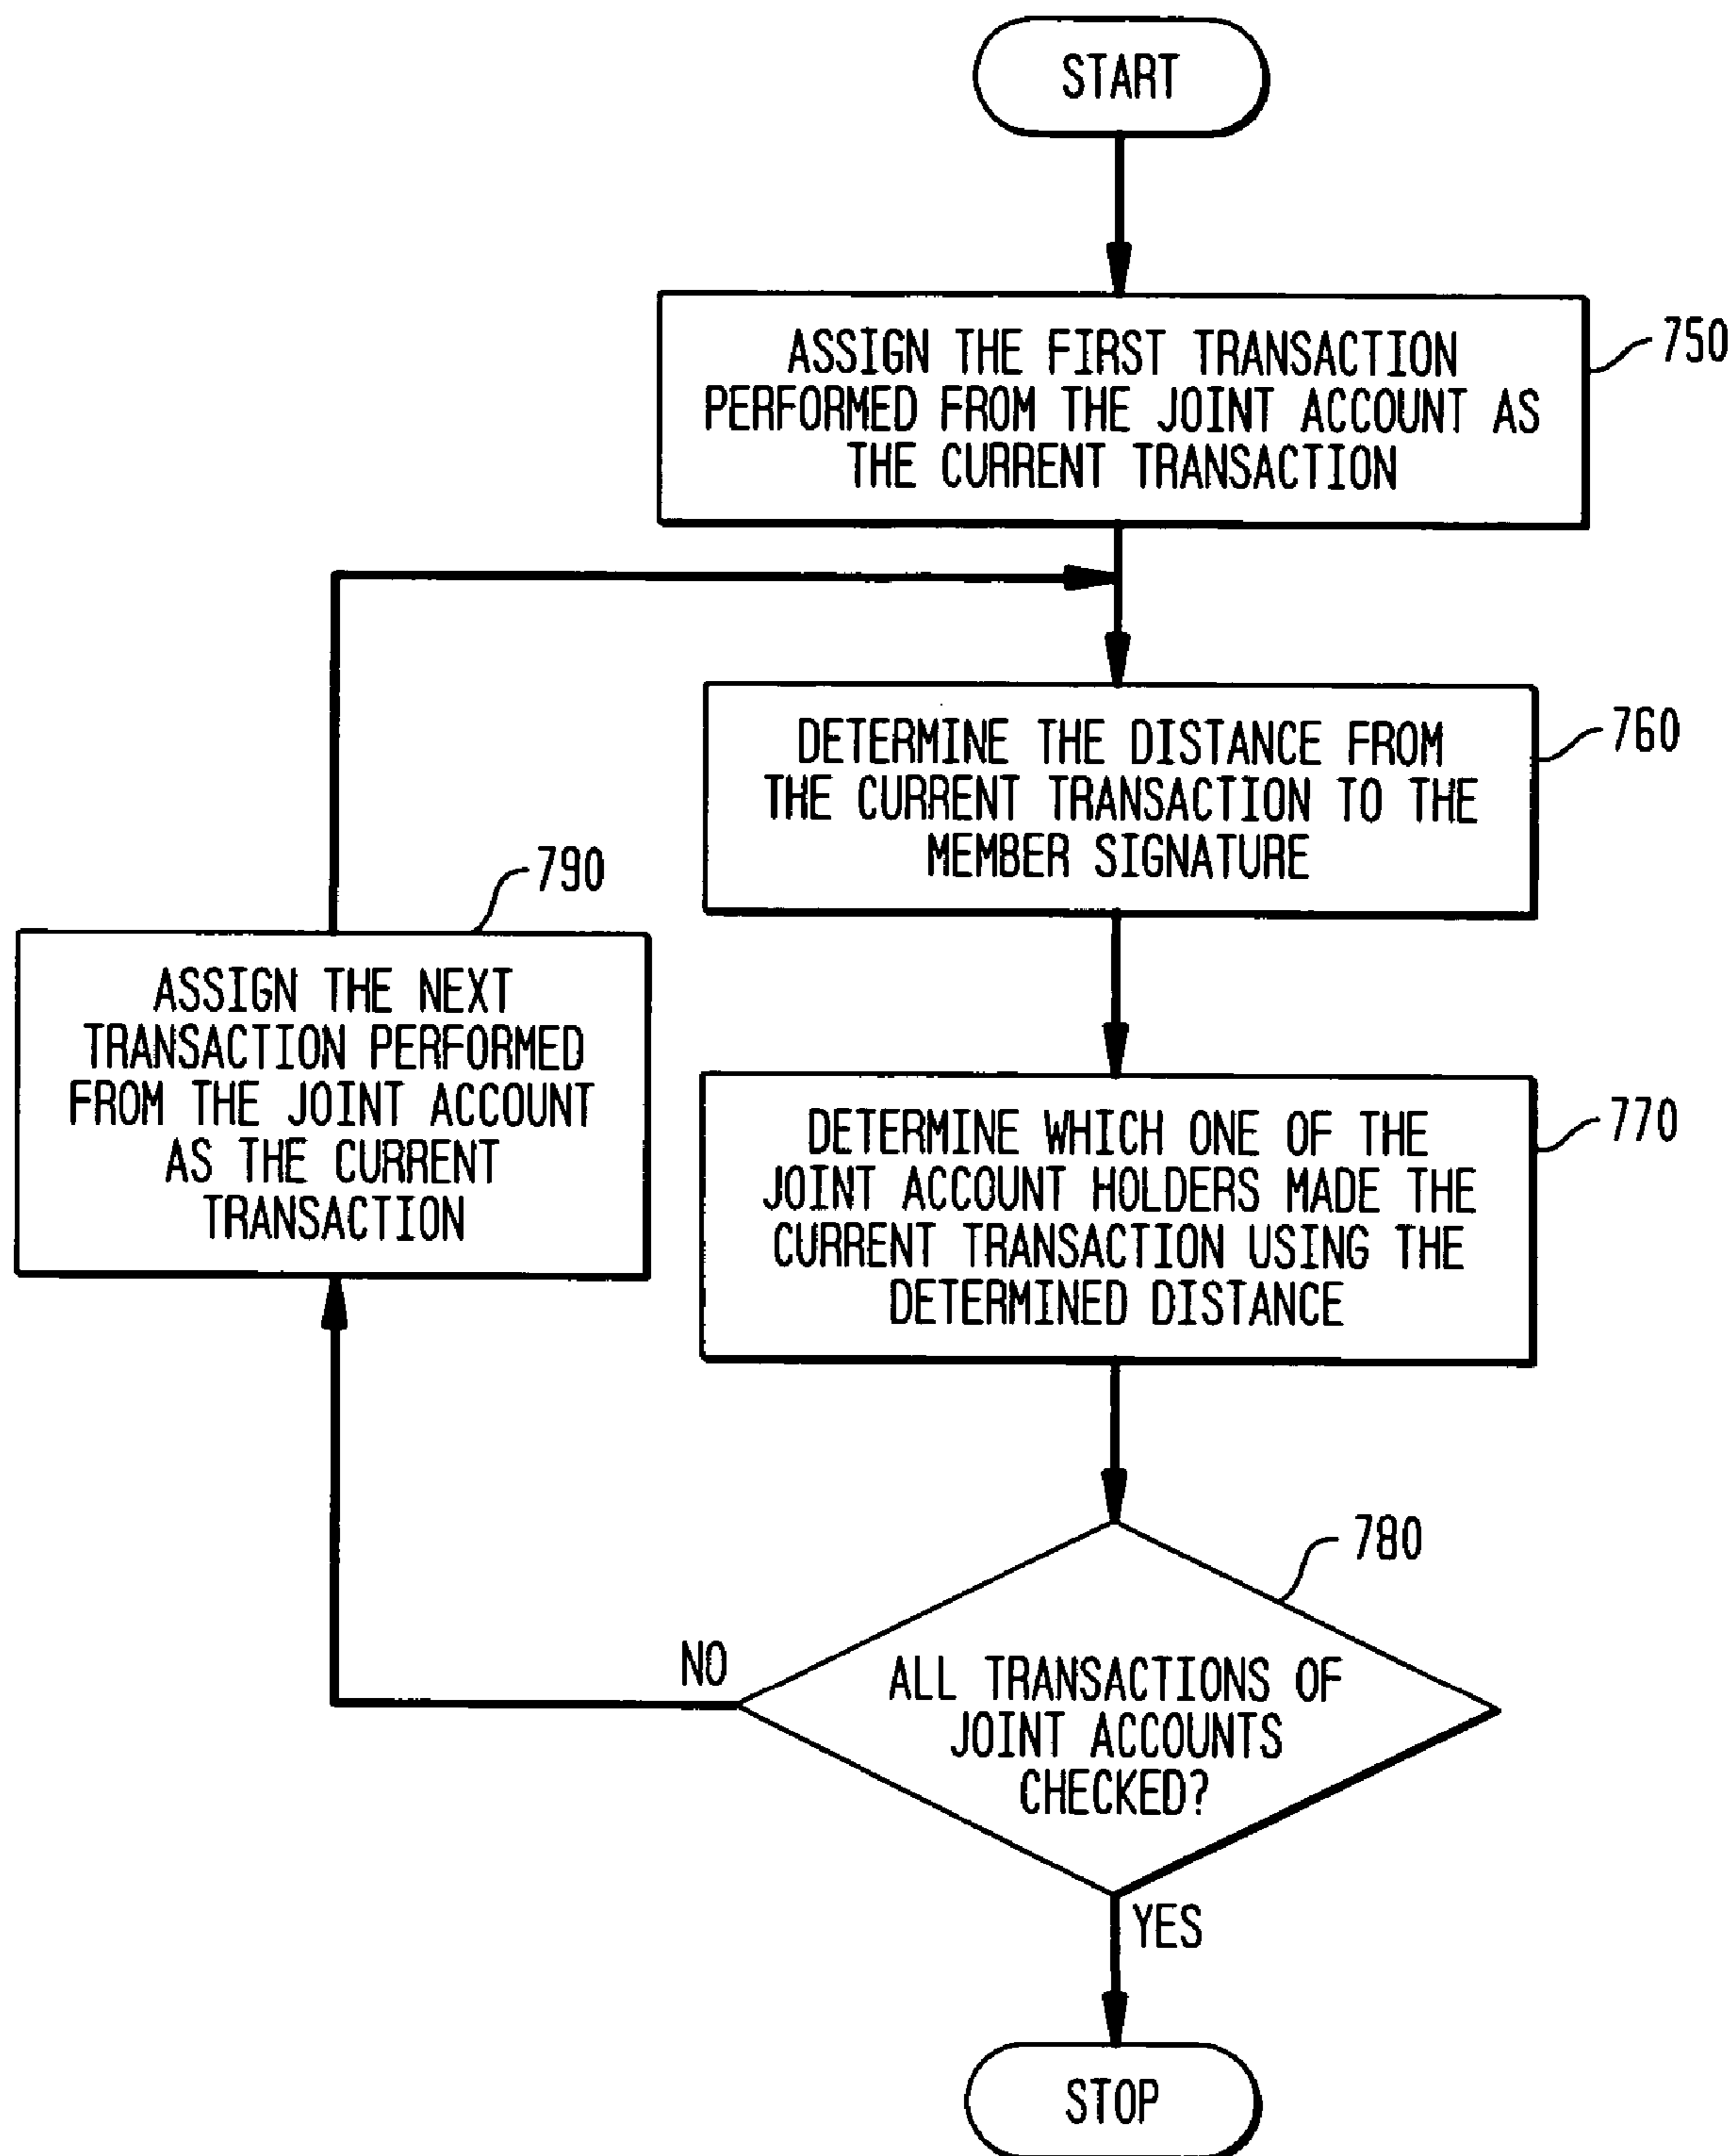 START
ASSIGN THE FIRST TRANSACTION
PERFORMED FROM THE JOINT ACCOUNT AS
THE CURRENT TRANSACTION
750
DETERMINE THE DISTANCE FROM
THE CURRENT TRANSACTION TO THE
MEMBER SIGNATURE
760
790
ASSIGN THE NEXT
TRANSACTION PERFORMED
FROM THE JOINT ACCOUNT
AS THE CURRENT
TRANSACTION
DETERMINE WHICH ONE OF THE
JOINT ACCOUNT HOLDERS MADE THE
CURRENT TRANSACTION USING THE
DETERMINED DISTANCE
770
780
NO
ALL TRANSACTIONS OF
JOINT ACCOUNTS
CHECKED?
YES
STOP